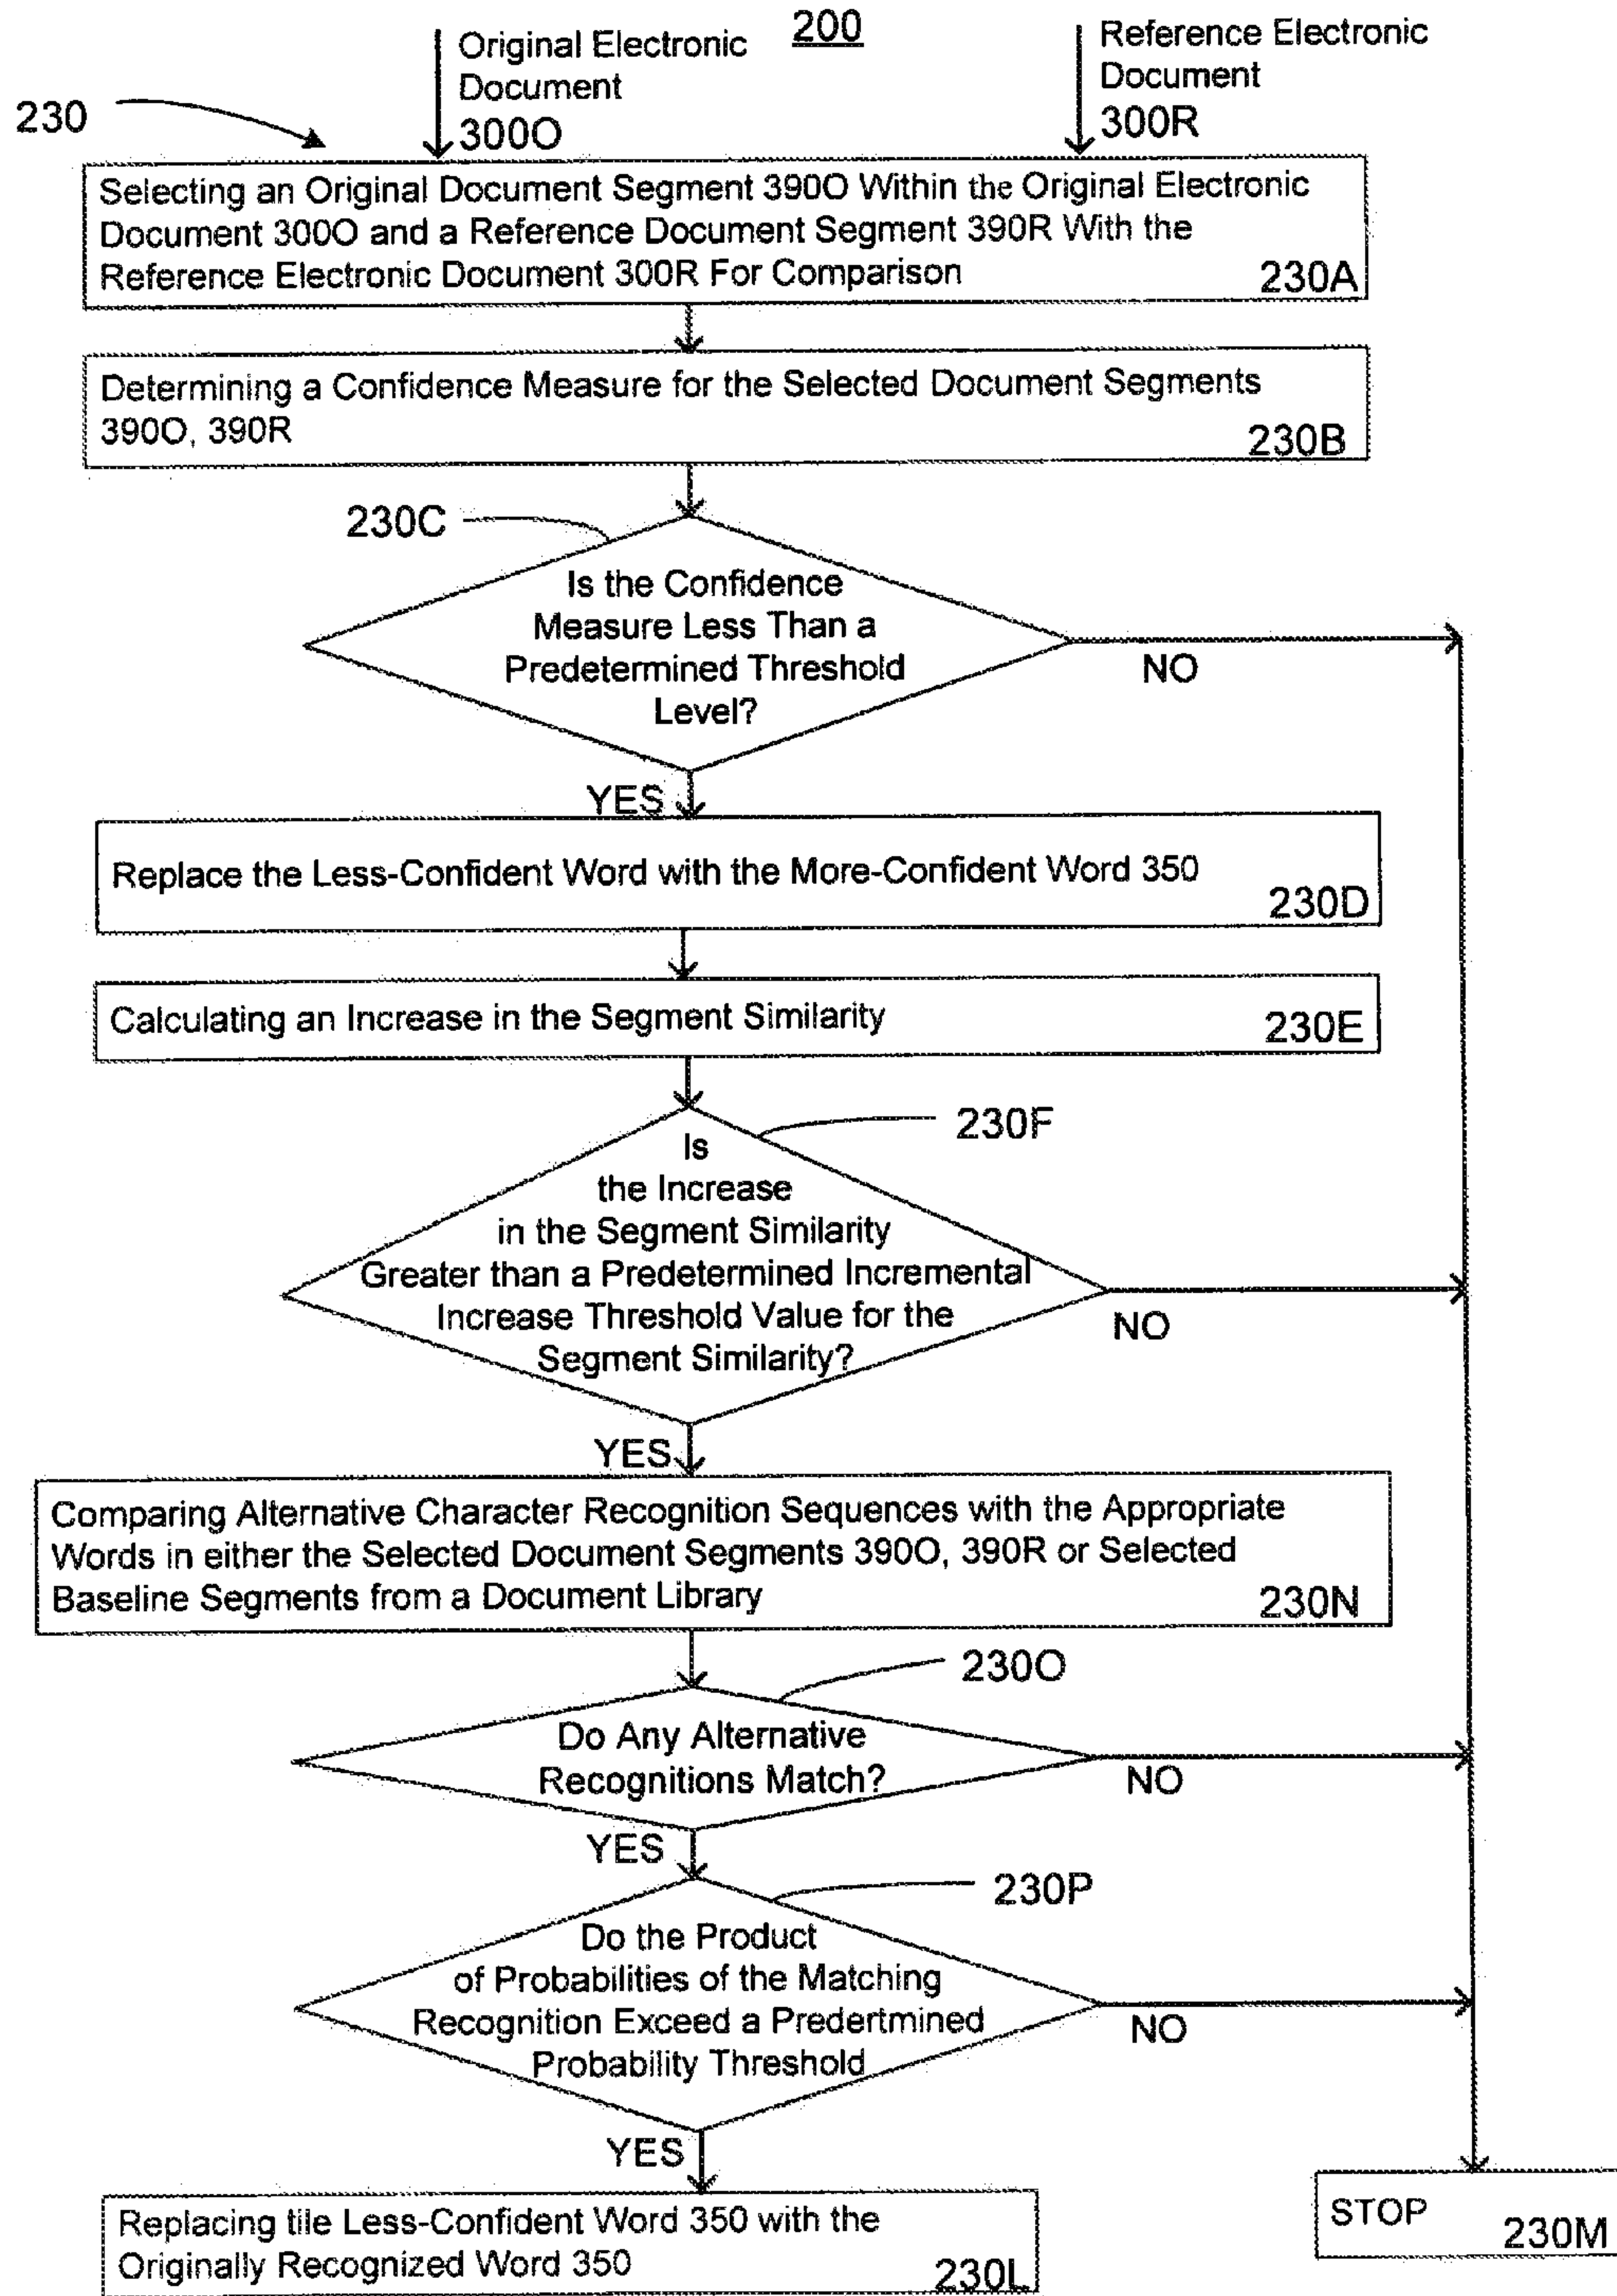 200
Original Electronic
Document
300O
Reference Electronic
Document
300R
230
Selecting an Original Document Segment 390O Within the Original Electronic
Document 300O and a Reference Document Segment 390R With the
Reference Electronic Document 300R For Comparison
230A
Determining a Confidence Measure for the Selected Document Segments
390O, 390R
230B
230C
Is the Confidence
Measure Less Than a
Predetermined Threshold
Level?
NO
YES
Replace the Less-Confident Word with the More-Confident Word 350
230D
Calculating an Increase in the Segment Similarity
230E
230F
Is
the Increase
in the Segment Similarity
Greater than a Predetermined Incremental
Increase Threshold Value for the
Segment Similarity?
NO
YES
Comparing Alternative Character Recognition Sequences with the Appropriate
Words in either the Selected Document Segments 390O, 390R or Selected
Baseline Segments from a Document Library
230N
230O
Do Any Alternative
Recognitions Match?
NO
YES
230P
Do the Product
of Probabilities of the Matching
Recognition Exceed a Predertmined
Probability Threshold
NO
YES
Replacing tile Less-Confident Word 350 with the
Originally Recognized Word 350
230L
STOP
230M